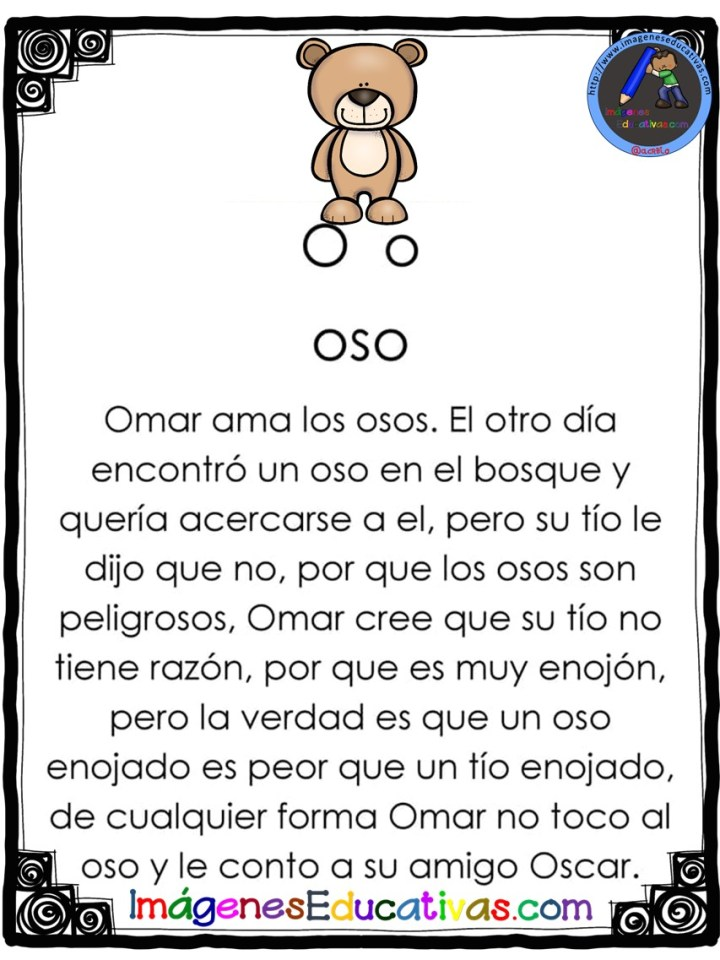 http://www.imageneseducativas.com
Imágenes
Educativas.com
O o
oso
Omar ama los osos. El otro día
encontró un oso en el bosque y
quería acercarse a el, pero su tío le
dijo que no, por que los osos son
peligrosos, Omar cree que su tío no
tiene razón, por que es muy enojón,
pero la verdad es que un oso
enojado es peor que un tío enojado,
de cualquier forma Omar no toco al
oso y le conto a su amigo Oscar.
ImágenesEducativas.com